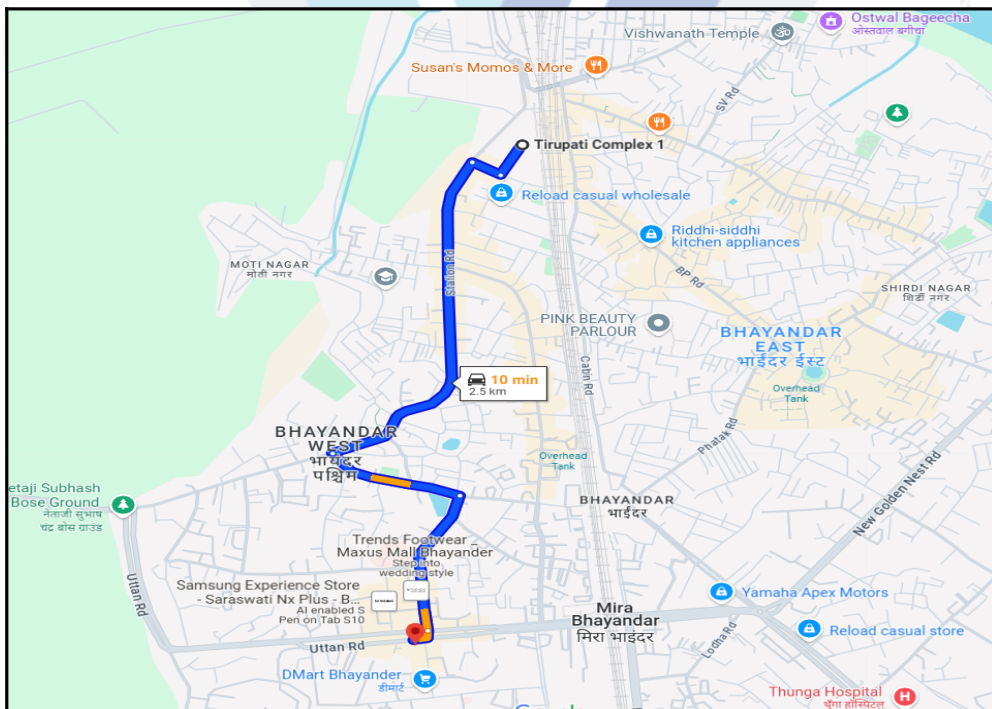 Ostwal Bageecha
ओस्तवाल बगीचा
Vishwanath Temple
Susan's Momos & More
SV Rd
Tirupati Complex 1
Reload casual wholesale
Riddhi-siddhi
kitchen appliances
MOTI NAGAR
मोती नगर
Station Rd
BP Rd
SHIRDI NAGAR
शिर्डी नगर
PINK BEAUTY
PARLOUR
BHAYANDAR
EAST
भाईंदर ईस्ट
Cabin Rd
10 min
2.5 km
Overhead
Tank
BHAYANDAR
WEST
भायंदर
पश्चिम
Phatak Rd
Overhead
Tank
New Golden Nest Rd
etaji Subhash
Bose Ground
नेताजी सुभाष
चंद्र बोस ग्राउंड
BHAYANDAR
भाईंदर
Trends Footwear _
Maxus Mall Bhayander
Step into
wedding style
Samsung Experience Store
- Saraswati Nx Plus - B...
AI enabled S
Pen on Tab S10
Uttan Rd
Yamaha Apex Motors
Mira
Bhayandar
मिरा भाइंदर
Reload casual store
Lodha Rd
Uttan Rd
DMart Bhayander
डीमार्ट
Thunga Hospital
थुँगा हॉस्पिटल